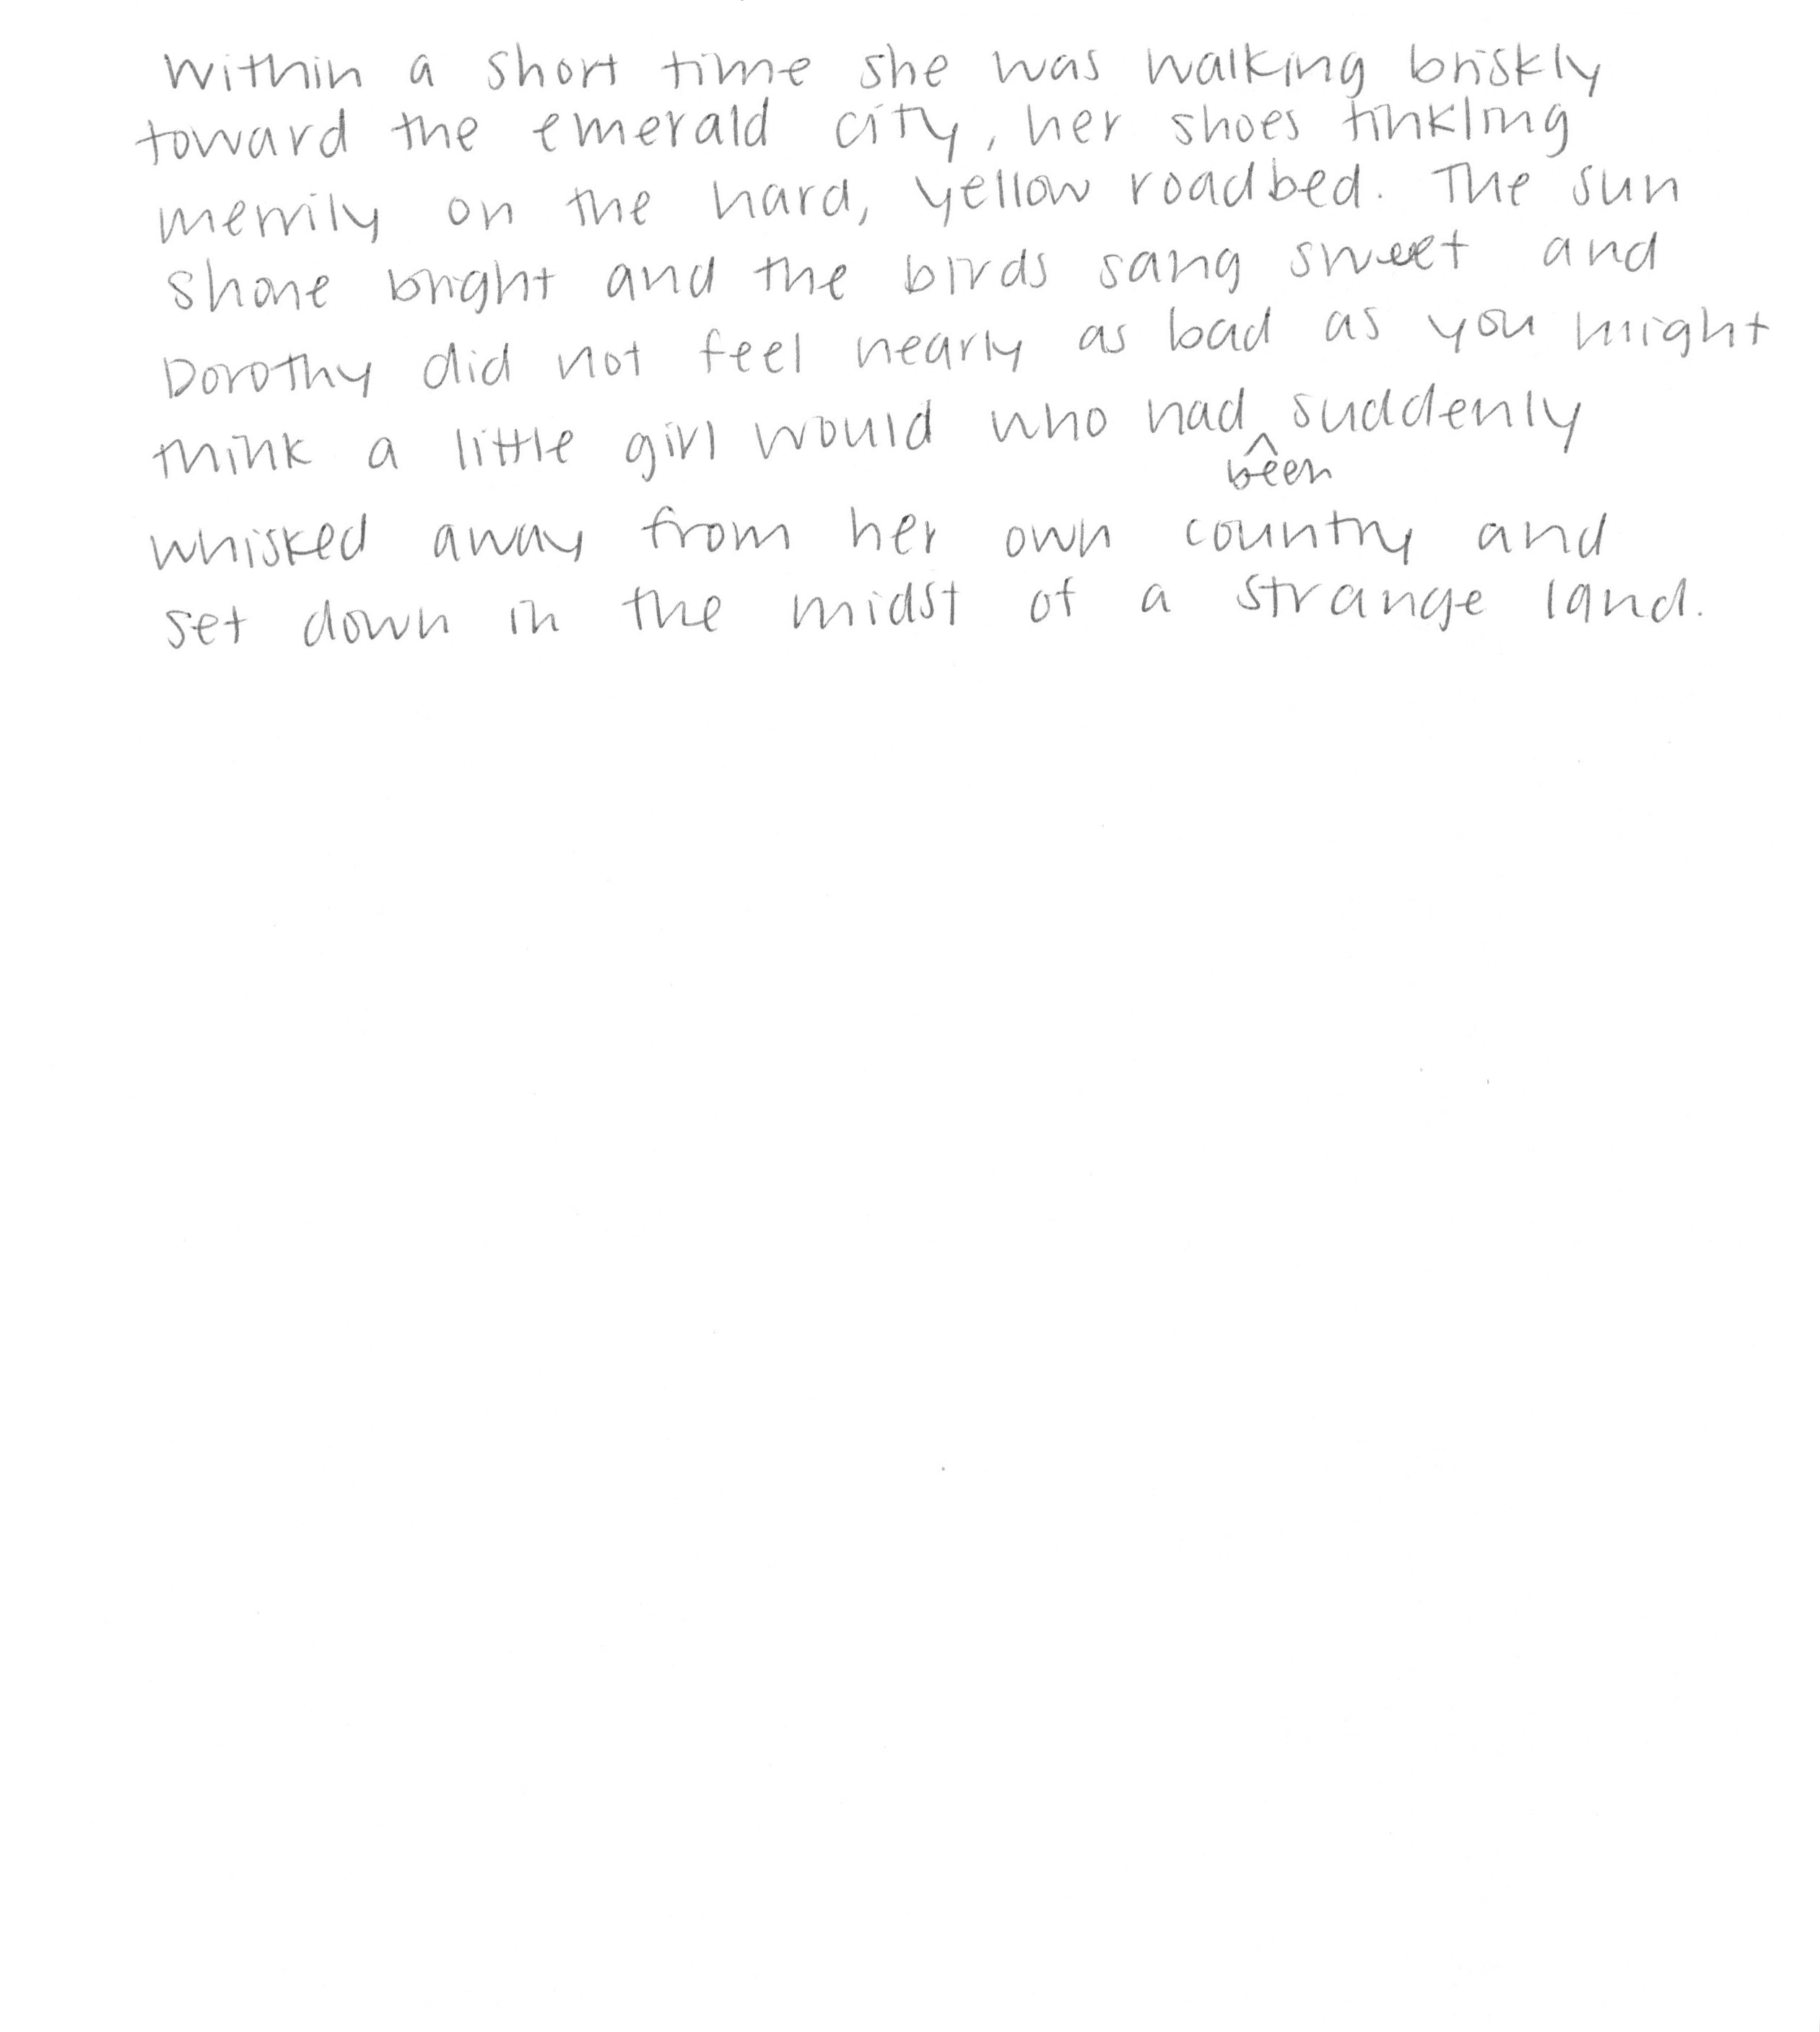 Within a short time she was walking briskly
toward the emerald city, her shoes tinkling
merrily on the hard, yellow roadbed. The sun
shone bright and the birds sang sweet and
Dorothy did not feel nearly as bad as you might
think a little girl would who had suddenly
been
whisked away from her own country and
set down in the midst of a strange land.